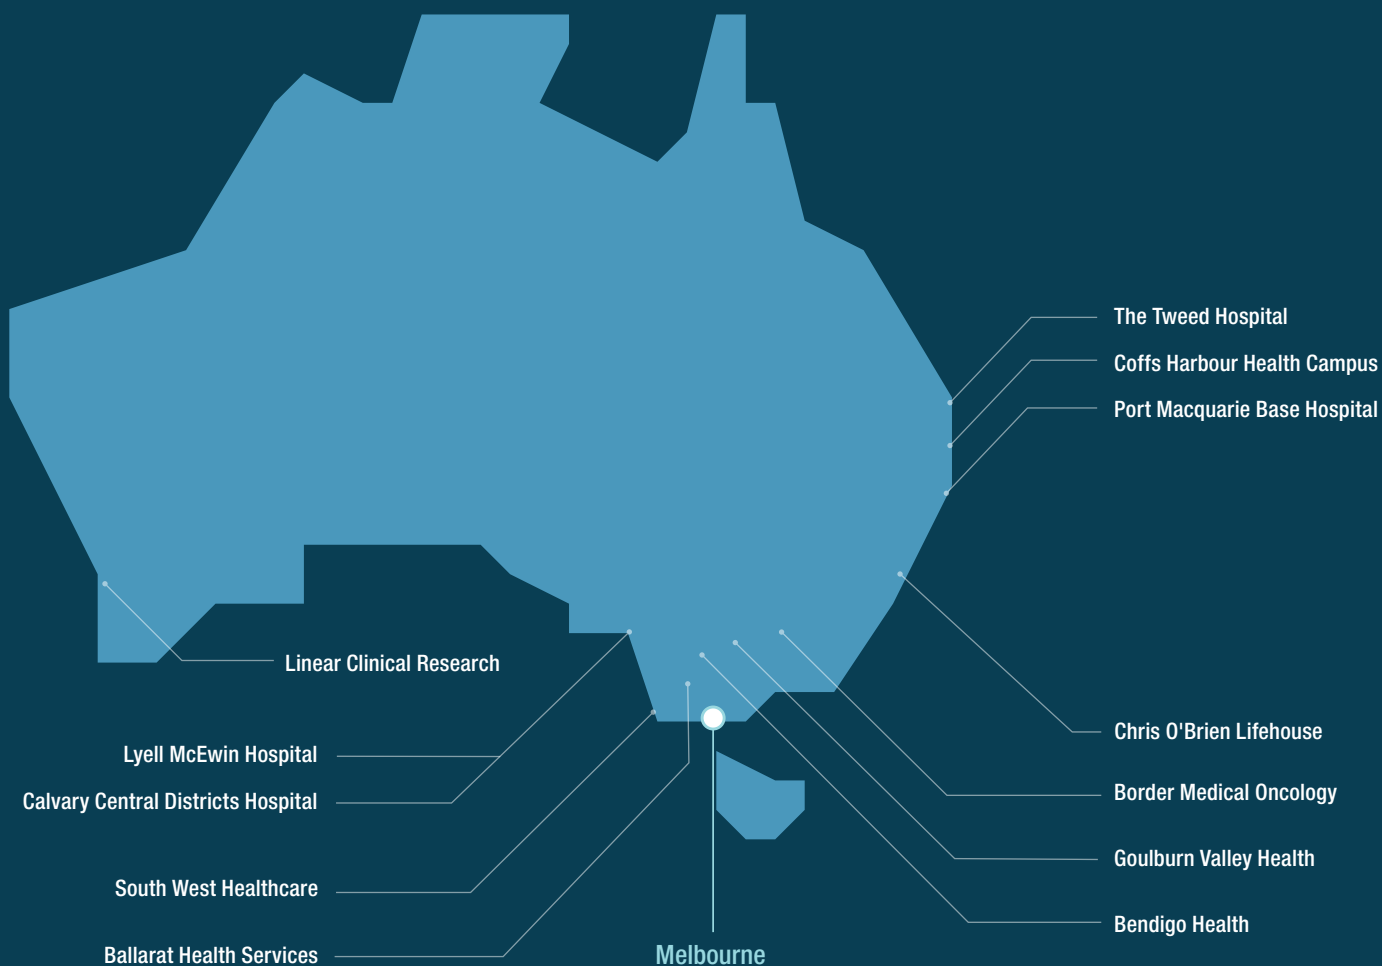 The Tweed Hospital
Coffs Harbour Health Campus
Port Macquarie Base Hospital
Linear Clinical Research
Lyell McEwin Hospital
Calvary Central Districts Hospital
South West Healthcare
Ballarat Health Services
Melbourne
Chris O'Brien Lifehouse
Border Medical Oncology
Goulburn Valley Health
Bendigo Health